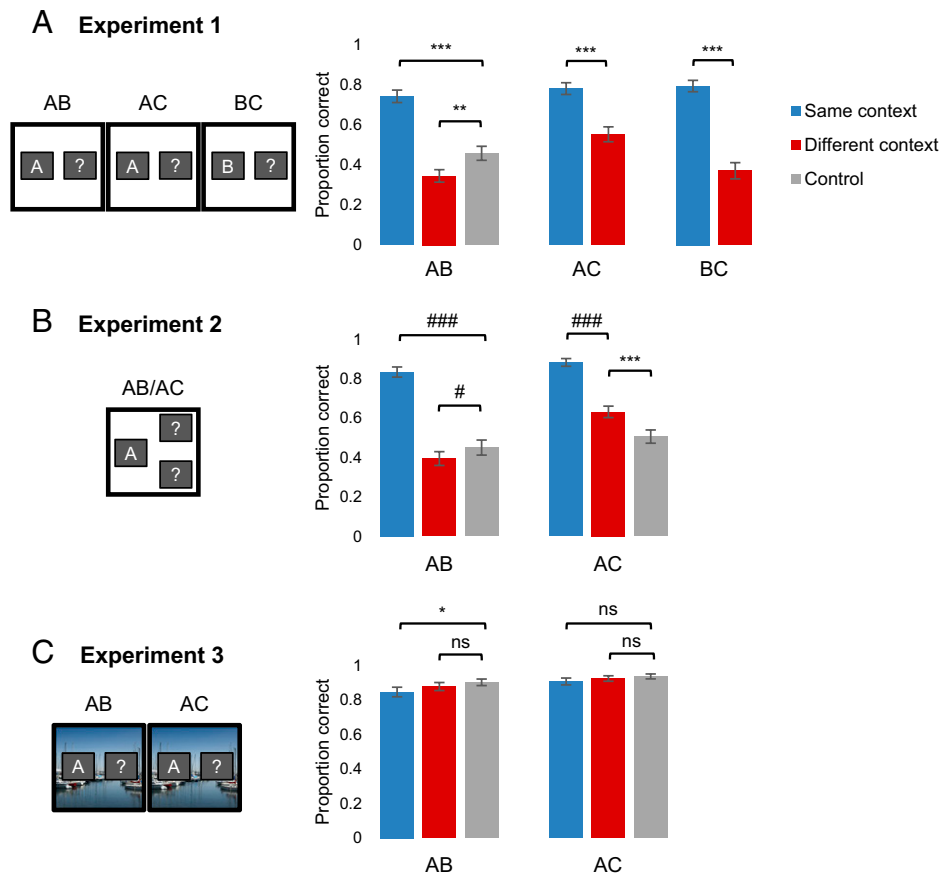 A Experiment 1
AB AC BC
A ? A ? B ?
Proportion correct
1
0.8
0.6
0.4
0.2
0
***
**
***
***
AB AC BC
Same context
Different context
Control
B Experiment 2
AB/AC
A
?
?
Proportion correct
1
0.8
0.6
0.4
0.2
0
###
#
###
***
AB AC
C Experiment 3
AB AC
A ? A ?
Proportion correct
1
0.8
0.6
0.4
0.2
0
*
ns
ns
ns
AB AC